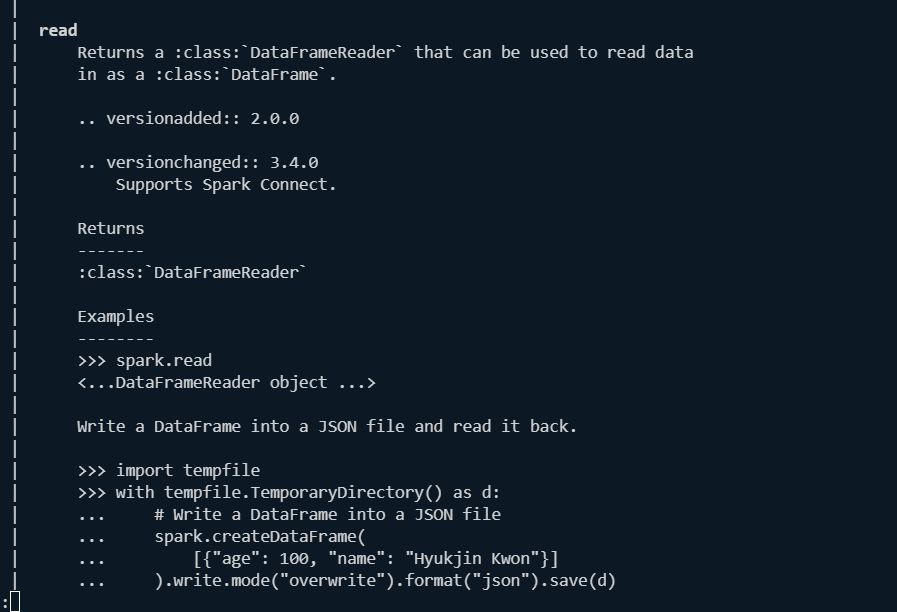 |
|  read
|      Returns a :class:`DataFrameReader` that can be used to read data
|      in as a :class:`DataFrame`.
|
|      .. versionadded:: 2.0.0
|
|      .. versionchanged:: 3.4.0
|          Supports Spark Connect.
|
|      Returns
|      -------
|      :class:`DataFrameReader`
|
|      Examples
|      --------
|      >>> spark.read
|      <...DataFrameReader object ...>
|
|      Write a DataFrame into a JSON file and read it back.
|
|      >>> import tempfile
|      >>> with tempfile.TemporaryDirectory() as d:
|      ...     # Write a DataFrame into a JSON file
|      ...     spark.createDataFrame(
|      ...         [{"age": 100, "name": "Hyukjin Kwon"}]
|      ...     ).write.mode("overwrite").format("json").save(d)
: